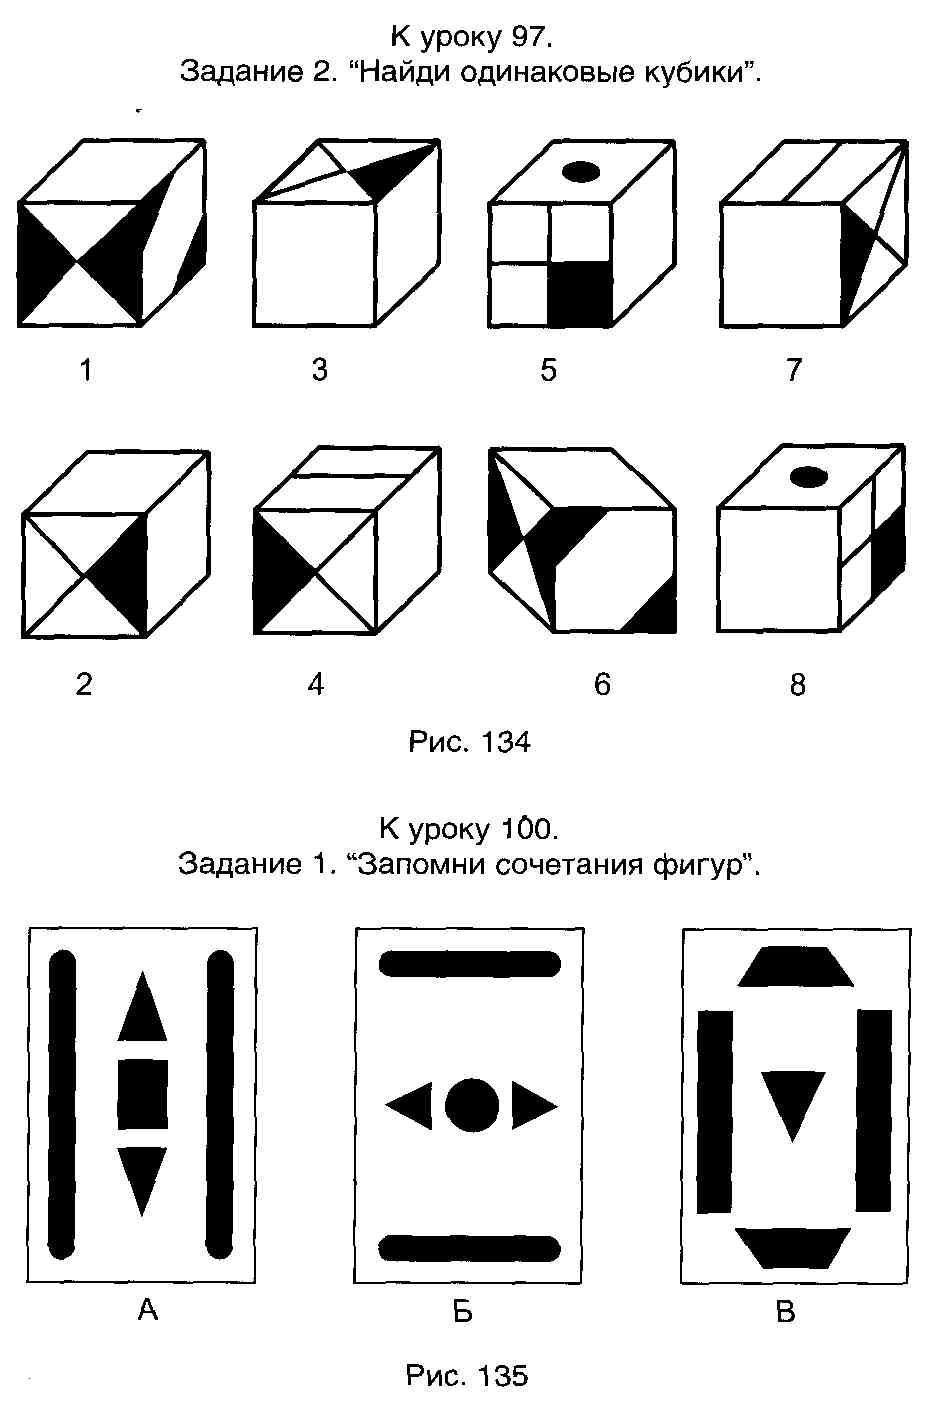 К уроку 97.
Задание 2. “Найди одинаковые кубики”.
1 3 5 7
2 4 6 8
Рис. 134
К уроку 100.
Задание 1. “Запомни сочетания фигур”.
А Б В
Рис. 135